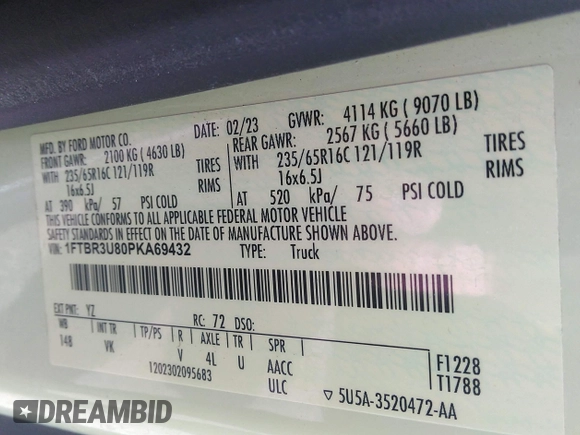 MFD. BY FORD MOTOR CO.
DATE: 02/23 GVWR: 4114 KG ( 9070 LB)
FRONT GAWR: 2100 KG ( 4630 LB)
REAR GAWR: 2567 KG ( 5660 LB)
WITH 235/65R16C 121/119R TIRES
WITH 235/65R16C 121/119R TIRES
16x6.5J RIMS
16x6.5J RIMS
AT 390 kPa/ 57 PSI COLD
AT 520 kPa/ 75 PSI COLD
THIS VEHICLE CONFORMS TO ALL APPLICABLE FEDERAL MOTOR VEHICLE
SAFETY STANDARDS IN EFFECT ON THE DATE OF MANUFACTURE SHOWN ABOVE.
VIN: 1FTBR3U80PKA69432 TYPE: Truck
EXT PNT: YZ RC: 72 DSO:
WB INT TR TP/PS R AXLE TR SPR
148 VK V 4L U AACC
ULC
1202302095683
F1228
T1788
▽ 5U5A-3520472-AA
DREAMBID